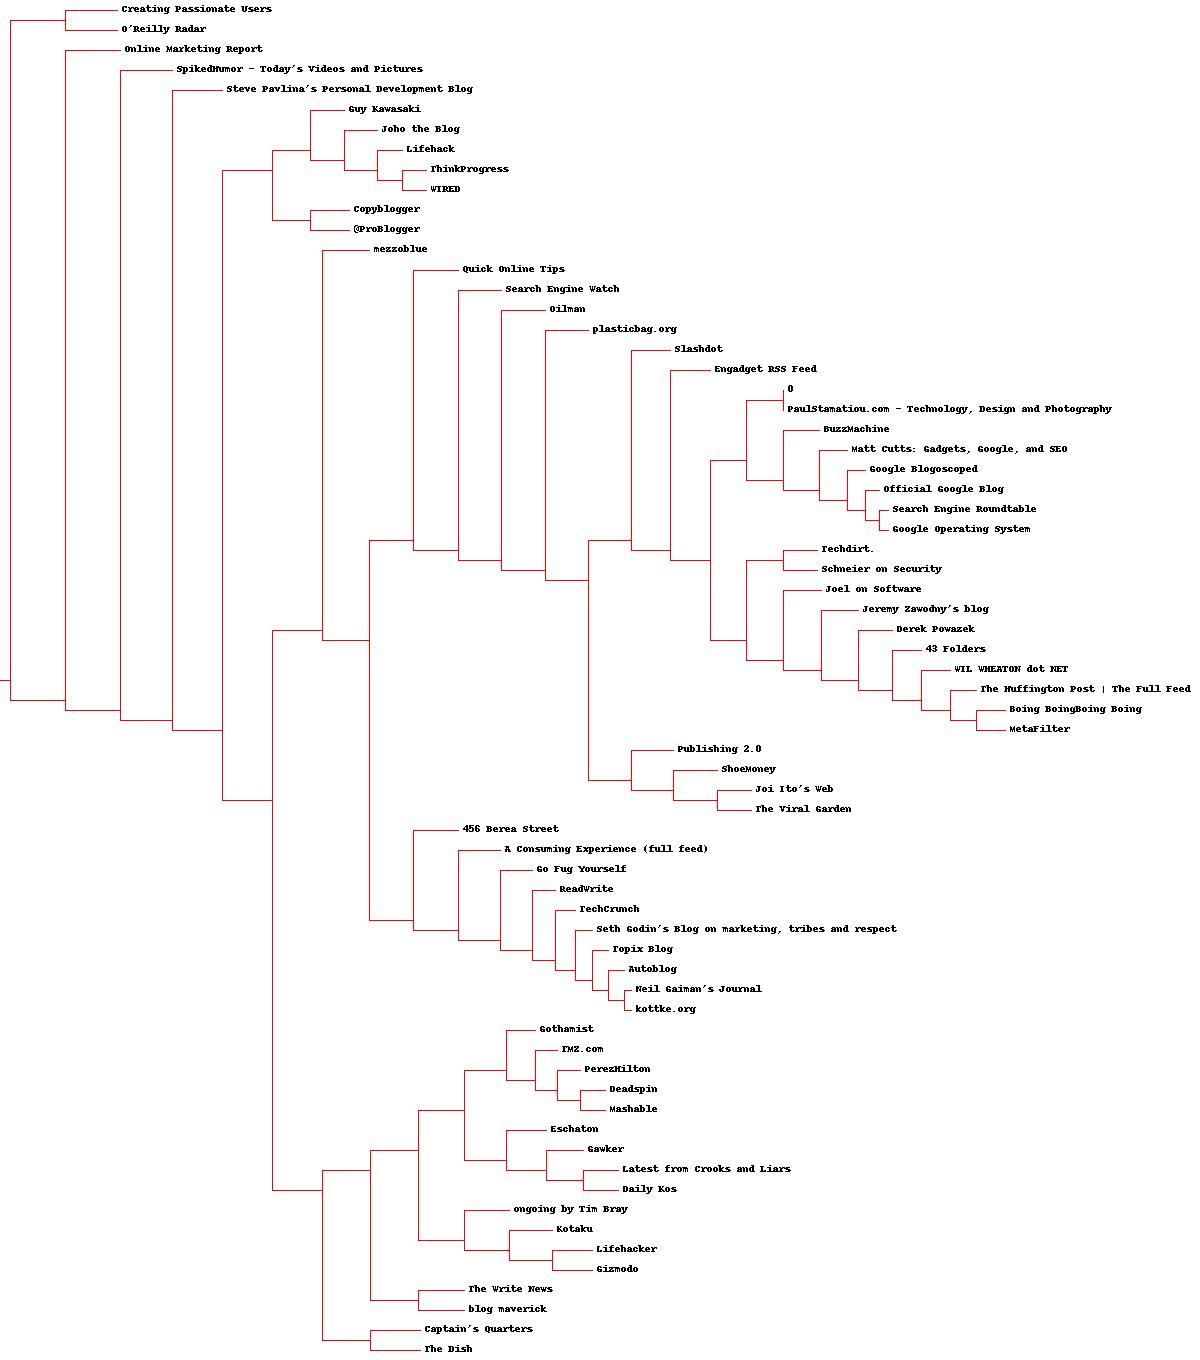 Creating Passionate Users
O'Reilly Radar
Online Marketing Report
SpikedHumor - Today's Videos and Pictures
Steve Pavlina's Personal Development Blog
Guy Kawasaki
Joho the Blog
Lifehack
ThinkProgress
WIRED
Copyblogger
@ProBlogger
mezzoblue
Quick Online Tips
Search Engine Watch
Oilman
plasticbag.org
Slashdot
Engadget RSS Feed
0
PaulStamatiou.com - Technology, Design and Photography
BuzzMachine
Matt Cutts: Gadgets, Google, and SEO
Google Blogoscoped
Official Google Blog
Search Engine Roundtable
Google Operating System
Techdirt.
Schneier on Security
Joel on Software
Jeremy Zawodny's blog
Derek Powazek
43 Folders
WIL WHEATON dot NET
The Huffington Post | The Full Feed
Boing BoingBoing Boing
MetaFilter
Publishing 2.0
ShoeMoney
Joi Ito's Web
The Viral Garden
456 Berea Street
A Consuming Experience (full feed)
Go Fug Yourself
ReadWrite
TechCrunch
Seth Godin's Blog on marketing, tribes and respect
Topix Blog
Autoblog
Neil Gaiman's Journal
kottke.org
Gothamist
TMZ.com
PerezHilton
Deadspin
Mashable
Eschaton
Gawker
Latest from Crooks and Liars
Daily Kos
ongoing by Tim Bray
Kotaku
Lifehacker
Gizmodo
The Write News
blog maverick
Captain's Quarters
The Dish